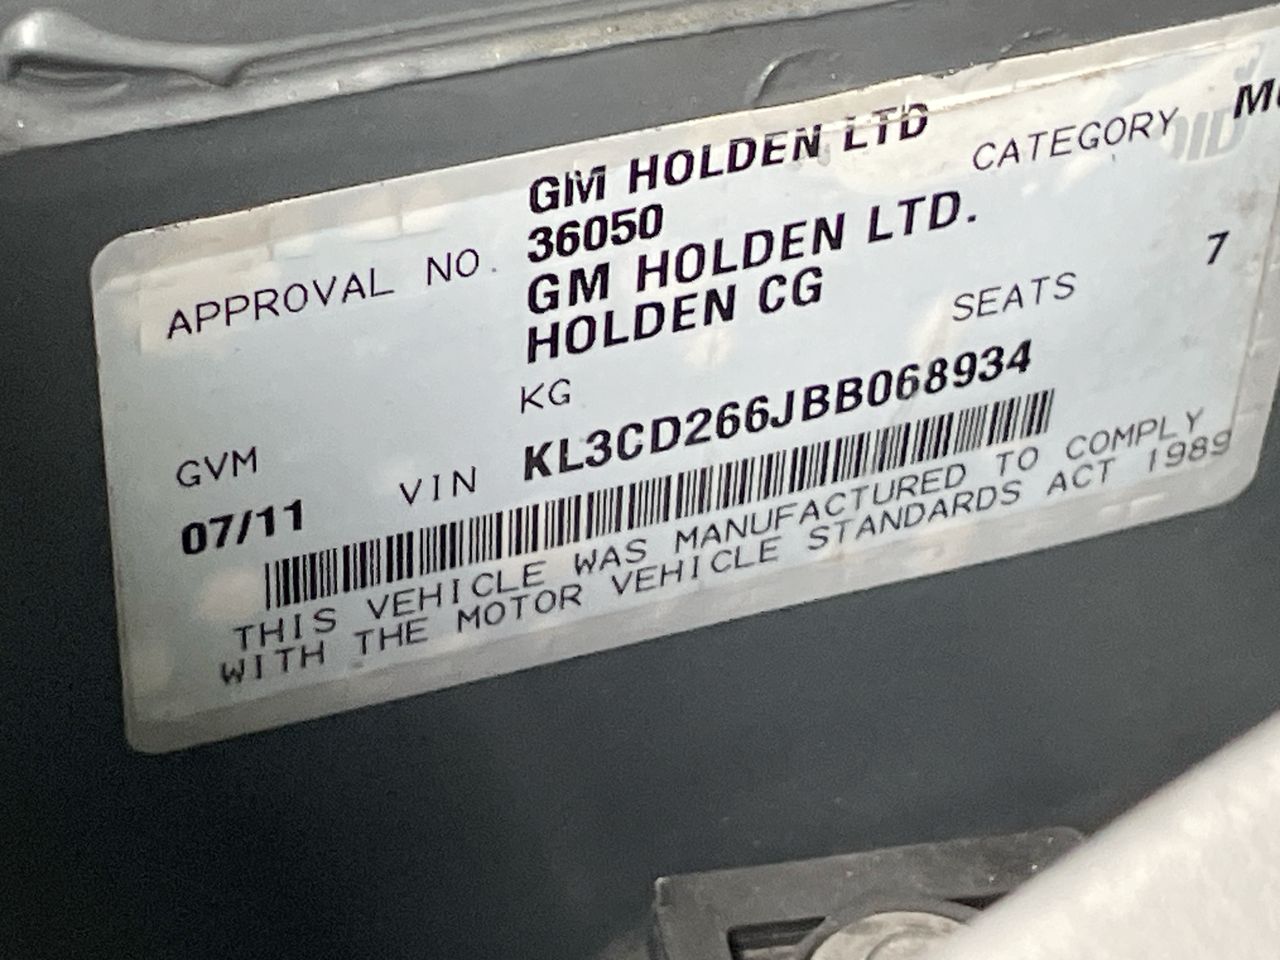 GM HOLDEN LTD
APPROVAL NO. 36050 CATEGORY
GM HOLDEN LTD.
HOLDEN CG
GVM KG SEATS 7
07/11 VIN KL3CD266JBB068934
THIS VEHICLE WAS MANUFACTURED TO COMPLY
WITH THE MOTOR VEHICLE STANDARDS ACT 1989